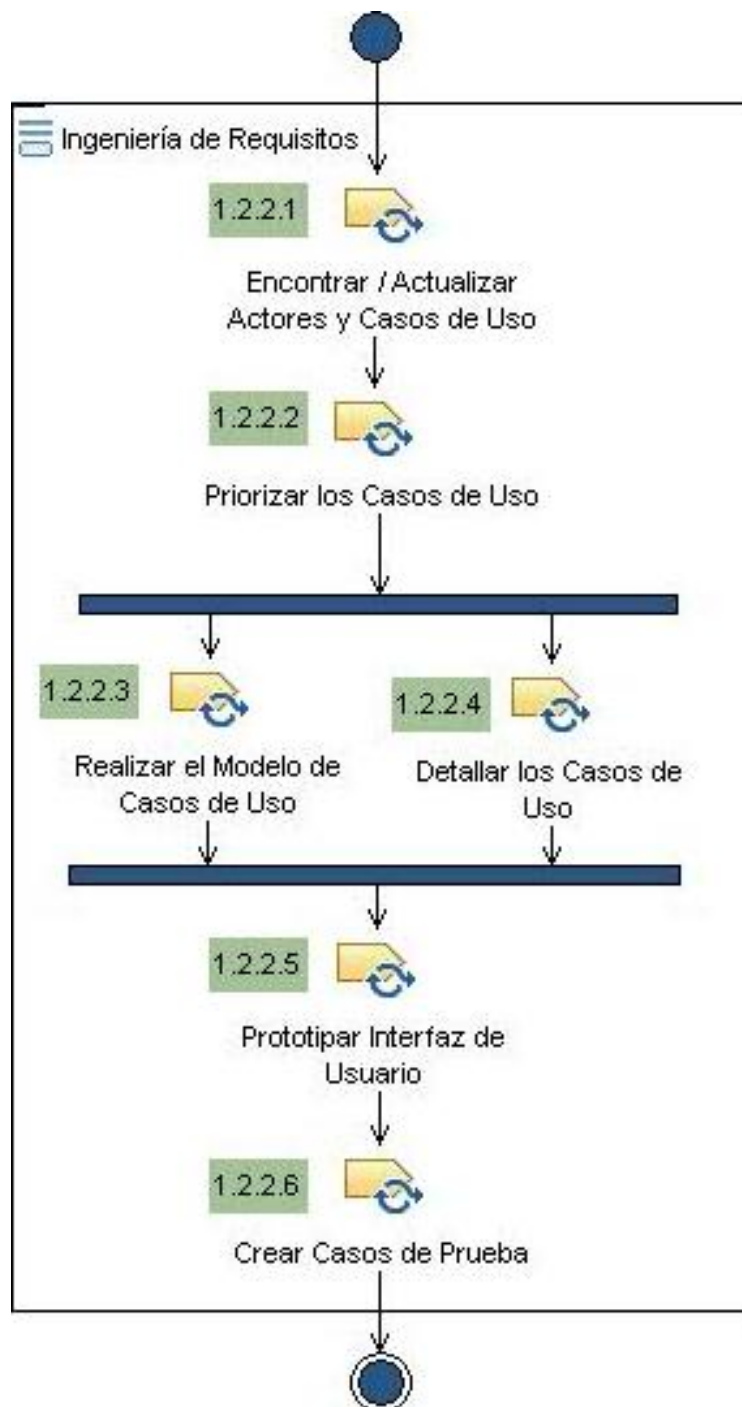 Ingeniería de Requisitos
1.2.2.1
Encontrar / Actualizar
Actores y Casos de Uso
1.2.2.2
Priorizar los Casos de Uso
1.2.2.3
Realizar el Modelo de
Casos de Uso
1.2.2.4
Detallar los Casos de
Uso
1.2.2.5
Prototipar Interfaz de
Usuario
1.2.2.6
Crear Casos de Prueba